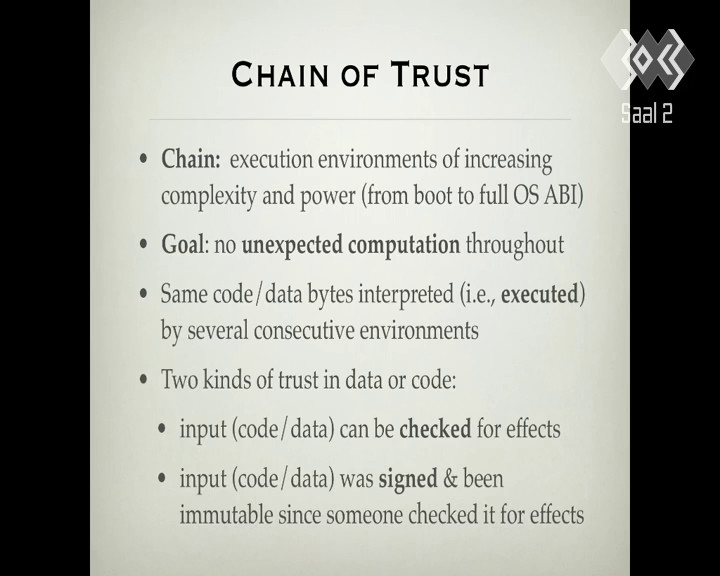 CHAIN OF TRUST
Saal 2
• Chain: execution environments of increasing
complexity and power (from boot to full OS ABI)
• Goal: no unexpected computation throughout
• Same code/data bytes interpreted (i.e., executed)
by several consecutive environments
• Two kinds of trust in data or code:
• input (code/data) can be checked for effects
• input (code/data) was signed & been
immutable since someone checked it for effects